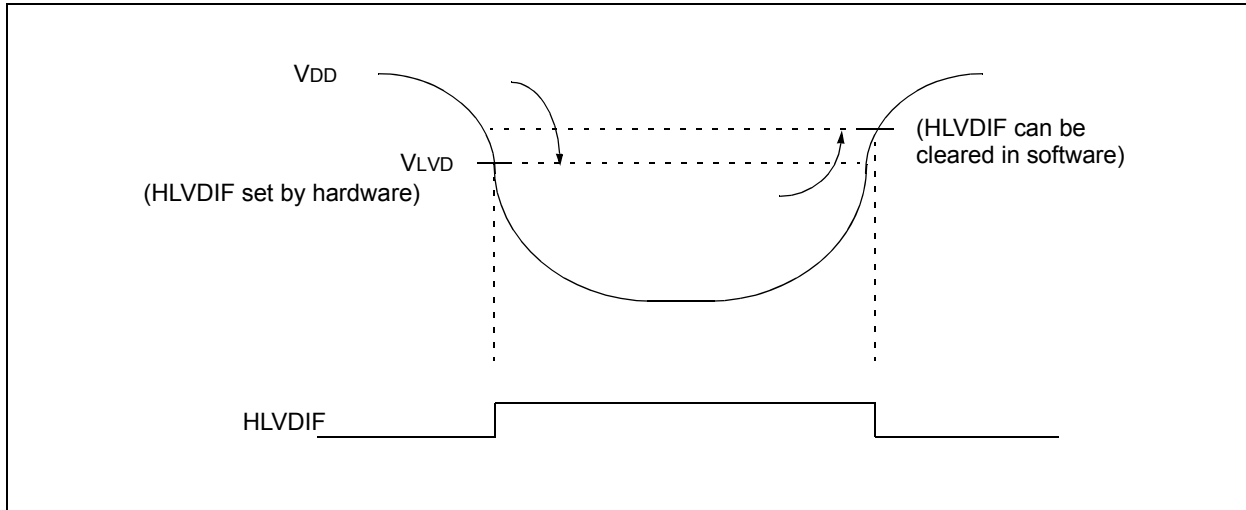 VDD
(HLVDIF can be
cleared in software)
VLVD
(HLVDIF set by hardware)
HLVDIF